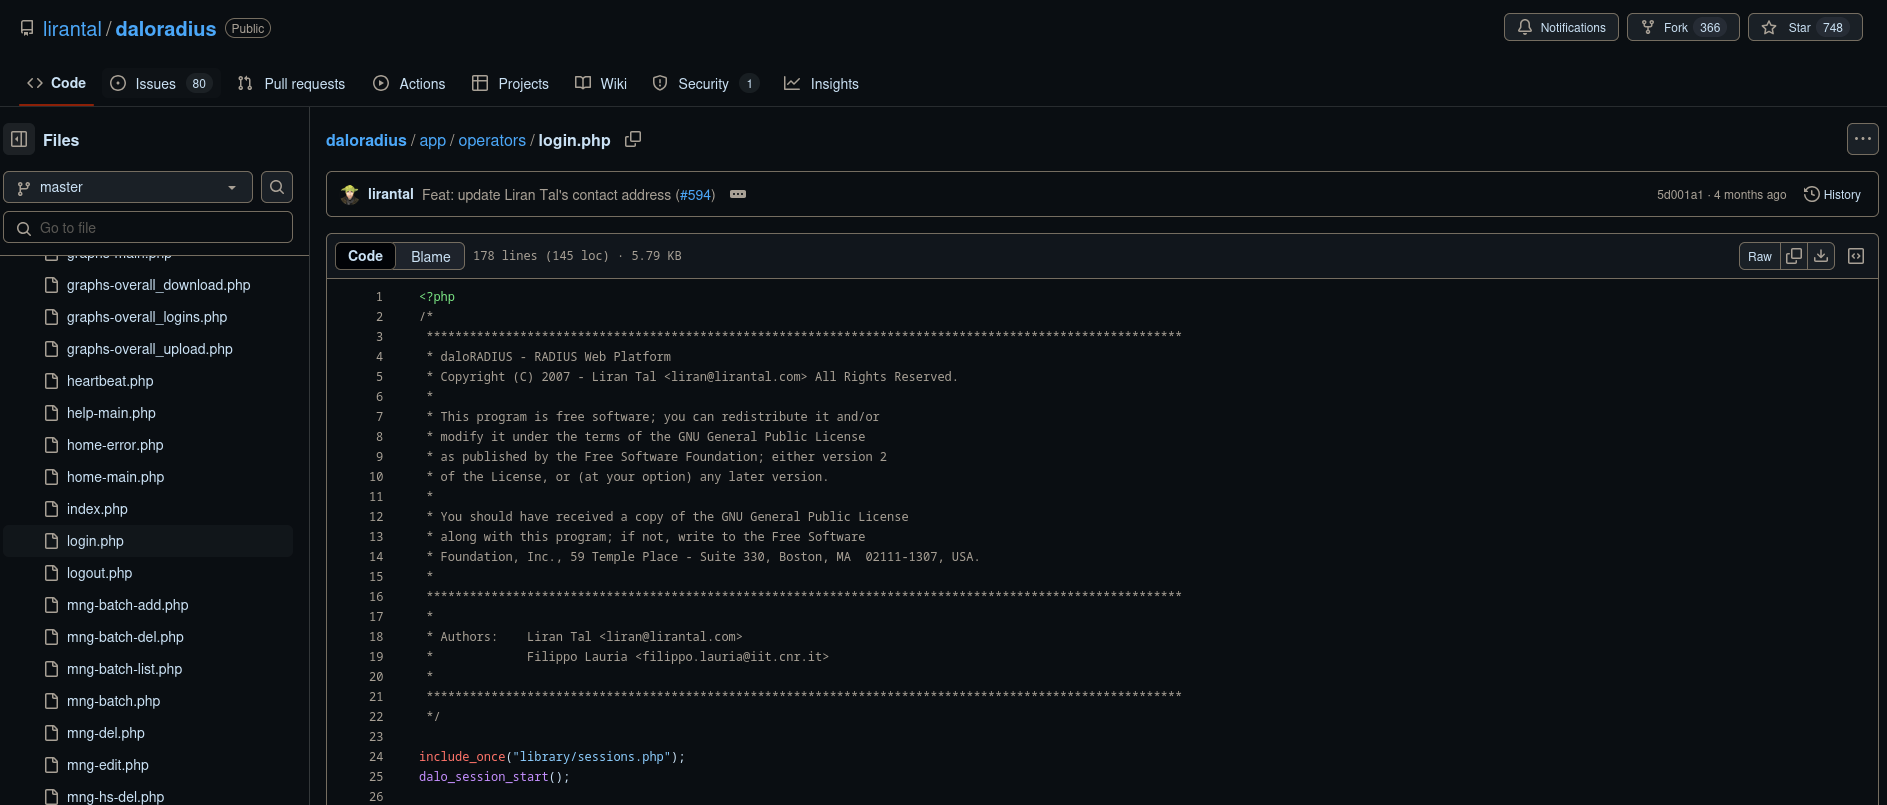 lirantal / daloradius Public
Notifications Fork 366 Star 748
Code Issues 80 Pull requests Actions Projects Wiki Security 1 Insights
Files
master
Go to file
graphs-main.php
graphs-overall_download.php
graphs-overall_logins.php
graphs-overall_upload.php
heartbeat.php
help-main.php
home-error.php
home-main.php
index.php
login.php
logout.php
mng-batch-add.php
mng-batch-del.php
mng-batch-list.php
mng-batch.php
mng-del.php
mng-edit.php
mng-hs-del.php
daloradius / app / operators / login.php
lirantal Feat: update Liran Tal's contact address (#594) 5d001a1 · 4 months ago History
Code Blame 178 lines (145 loc) · 5.79 KB Raw
1 <?php
2 /*
3 *********************************************************************************************************
4 * daloRADIUS - RADIUS Web Platform
5 * Copyright (C) 2007 - Liran Tal <liran@lirantal.com> All Rights Reserved.
6 *
7 * This program is free software; you can redistribute it and/or
8 * modify it under the terms of the GNU General Public License
9 * as published by the Free Software Foundation; either version 2
10 * of the License, or (at your option) any later version.
11 *
12 * You should have received a copy of the GNU General Public License
13 * along with this program; if not, write to the Free Software
14 * Foundation, Inc., 59 Temple Place - Suite 330, Boston, MA  02111-1307, USA.
15 *
16 *********************************************************************************************************
17 *
18 * Authors:    Liran Tal <liran@lirantal.com>
19 *             Filippo Lauria <filippo.lauria@iit.cnr.it>
20 *
21 *********************************************************************************************************
22 */
23
24 include_once("library/sessions.php");
25 dalo_session_start();
26